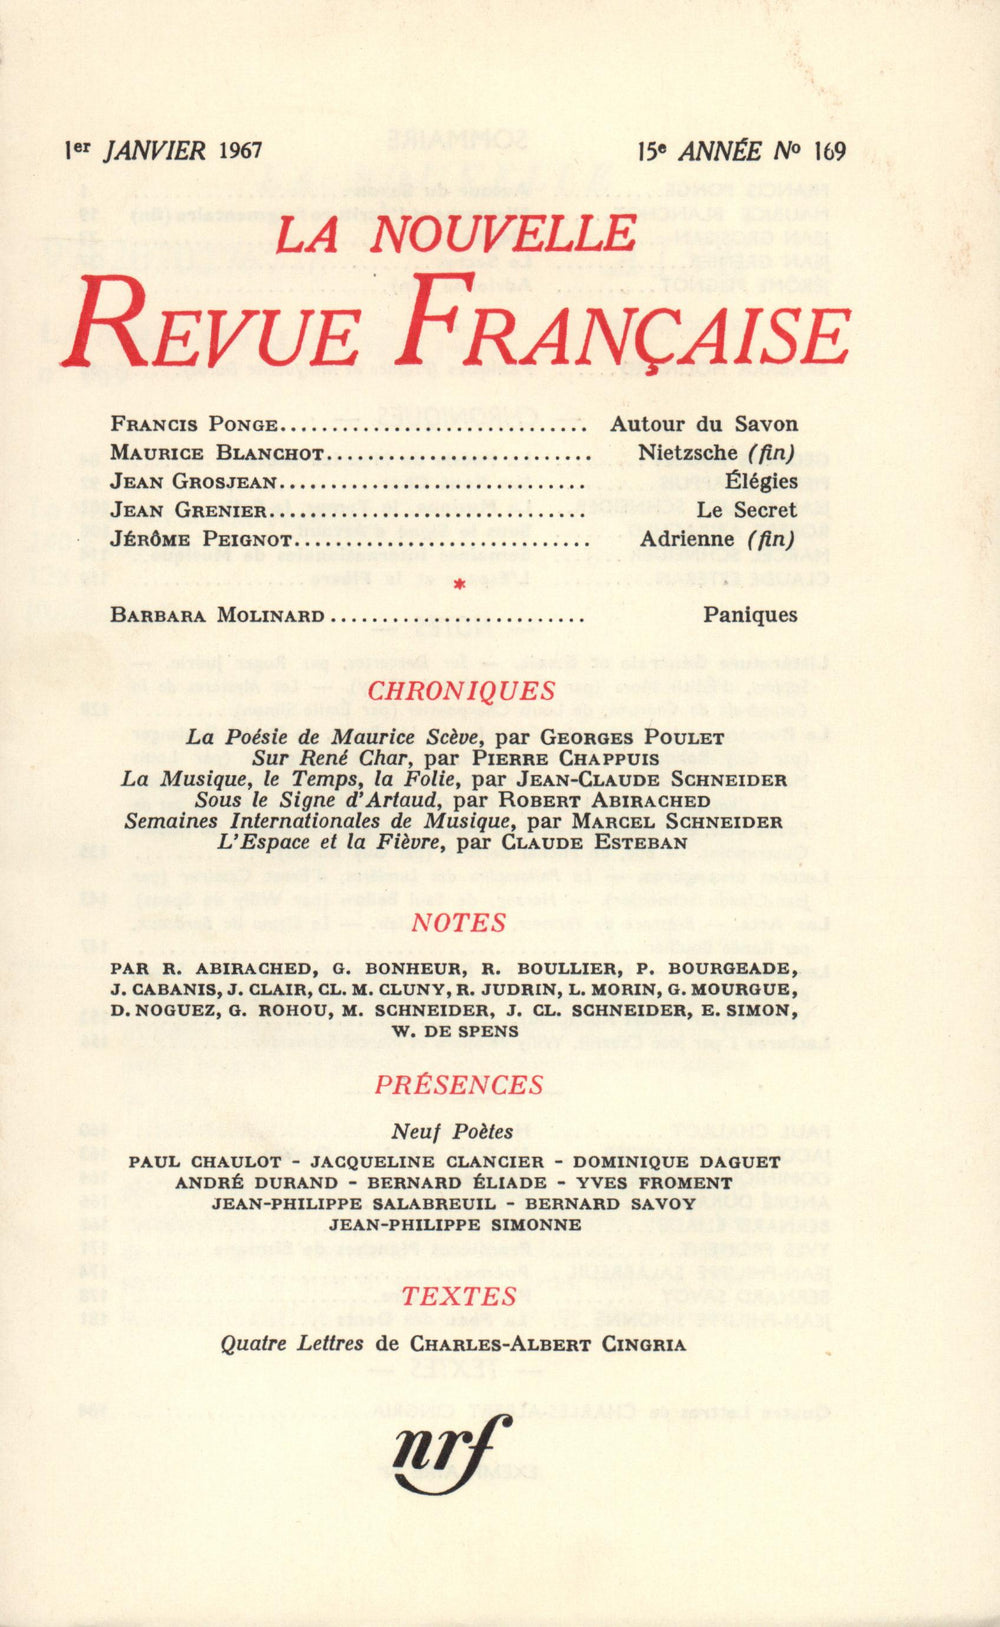 1er JANVIER 1967
15e ANNÉE No 169
LA NOUVELLE
REVUE FRANÇAISE
FRANCIS PONGE.............................. Autour du Savon
MAURICE BLANCHOT.......................... Nietzsche (fin)
JEAN GROSJEAN.............................. Élégies
JEAN GRENIER............................... Le Secret
JÉRÔME PEIGNOT............................. Adrienne (fin)
*
BARBARA MOLINARD......................... Paniques
CHRONIQUES
La Poésie de Maurice Scève, par GEORGES POULET
Sur René Char, par PIERRE CHAPPUIS
La Musique, le Temps, la Folie, par JEAN-CLAUDE SCHNEIDER
Sous le Signe d'Artaud, par ROBERT ABIRACHED
Semaines Internationales de Musique, par MARCEL SCHNEIDER
L'Espace et la Fièvre, par CLAUDE ESTEBAN
NOTES
PAR R. ABIRACHED, G. BONHEUR, R. BOULLIER, P. BOURGEADE,
J. CABANIS, J. CLAIR, CL. M. CLUNY, R. JUDRIN, L. MORIN, G. MOURGUE,
D. NOGUEZ, G. ROHOU, M. SCHNEIDER, J. CL. SCHNEIDER, E. SIMON,
W. DE SPENS
PRÉSENCES
Neuf Poètes
PAUL CHAULOT - JACQUELINE CLANCIER - DOMINIQUE DAGUET
ANDRÉ DURAND - BERNARD ÉLIADE - YVES FROMENT
JEAN-PHILIPPE SALABREUIL - BERNARD SAVOY
JEAN-PHILIPPE SIMONNE
TEXTES
Quatre Lettres de CHARLES-ALBERT CINGRIA
nrf